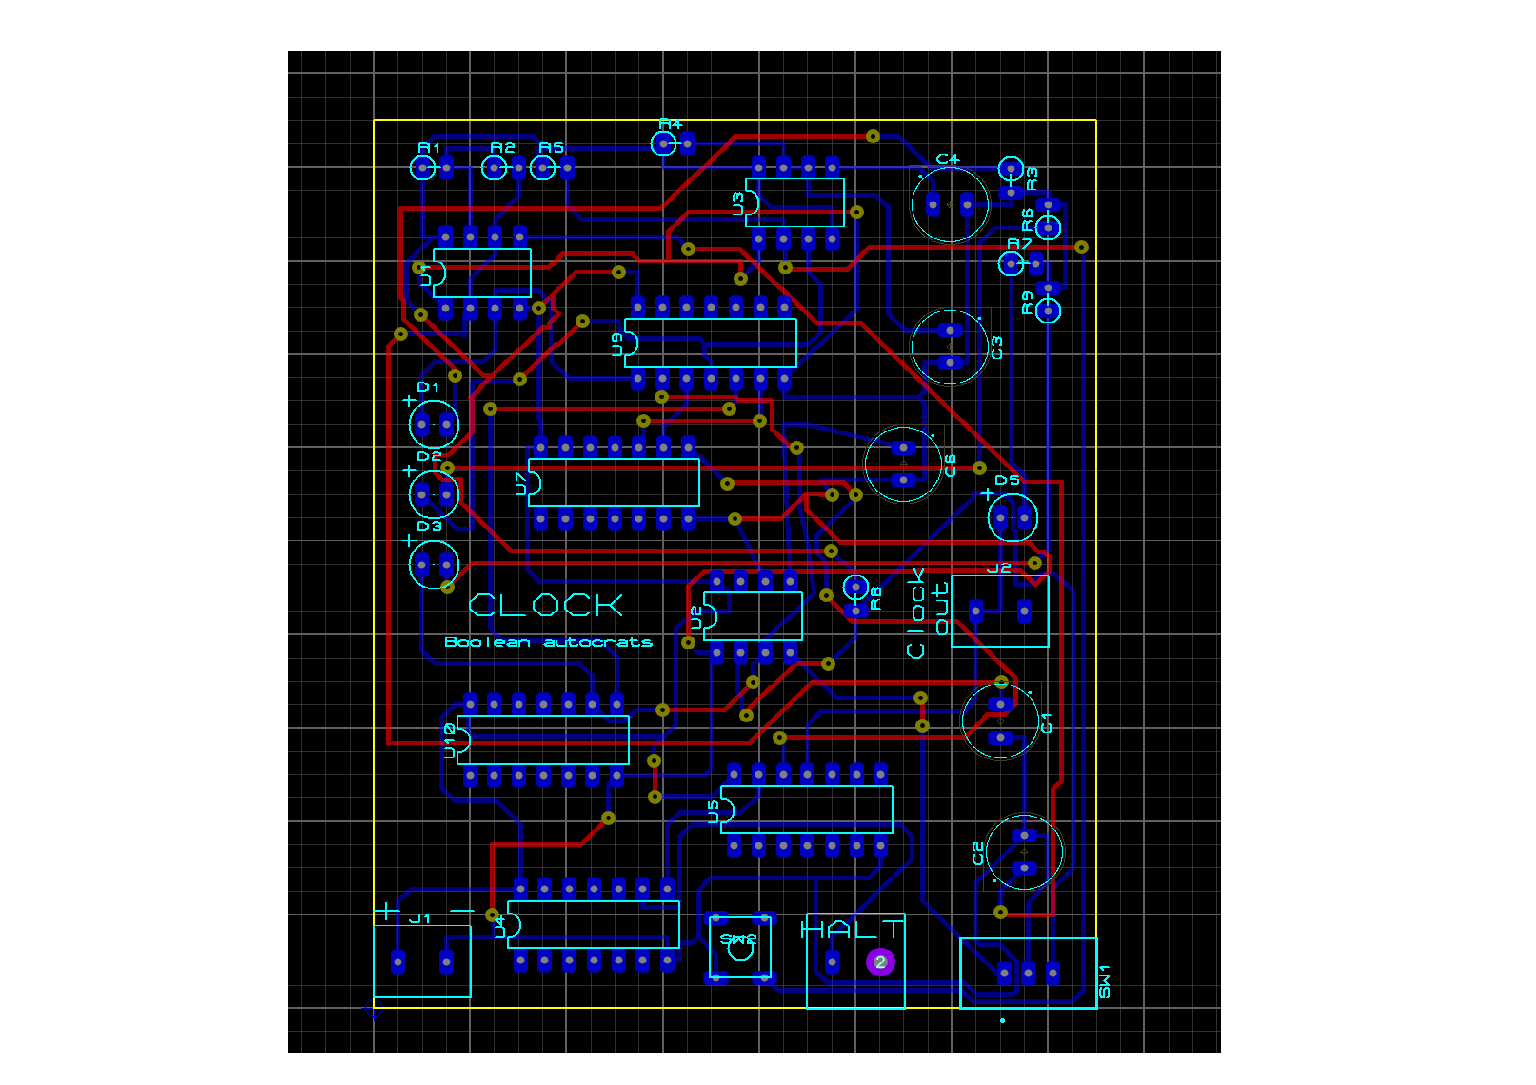 R4
R1
R2
R5
C4
R3
U3
R6
R7
U1
R9
U9
C3
D1
+
D2
+
C6
U7
D5
+
D3
+
J2
CLOCK
R8
Clock
out
U2
Boolean autocrats
C1
U10
U5
C2
+
J1
−
U4
SW2
HALT
2
SW1